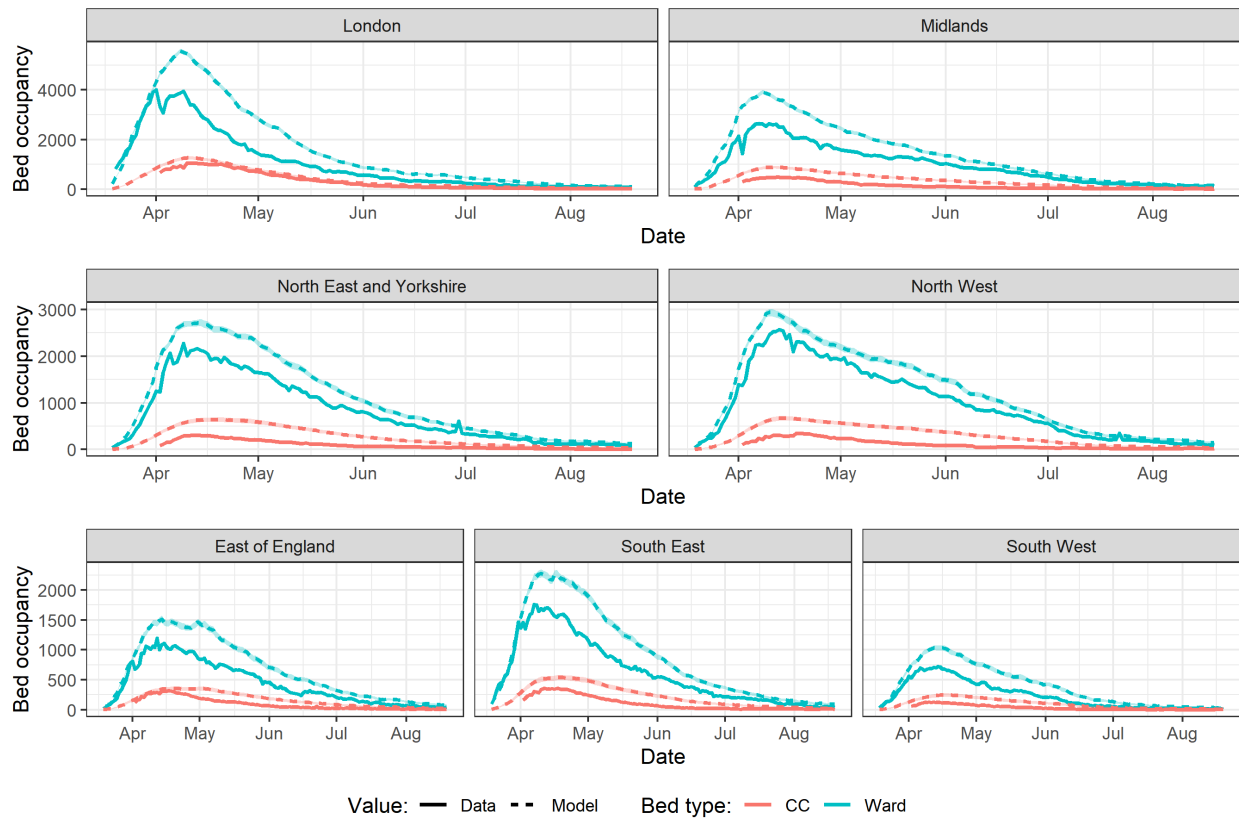 London
Midlands
Bed occupancy
4000
2000
0
Apr May Jun Jul Aug
Apr May Jun Jul Aug
Date
Date
North East and Yorkshire
North West
Bed occupancy
3000
2000
1000
0
Apr May Jun Jul Aug
Apr May Jun Jul Aug
Date
Date
East of England
South East
South West
Bed occupancy
2000
1500
1000
500
0
Apr May Jun Jul Aug
Apr May Jun Jul Aug
Apr May Jun Jul Aug
Date
Value: Data Model Bed type: CC Ward